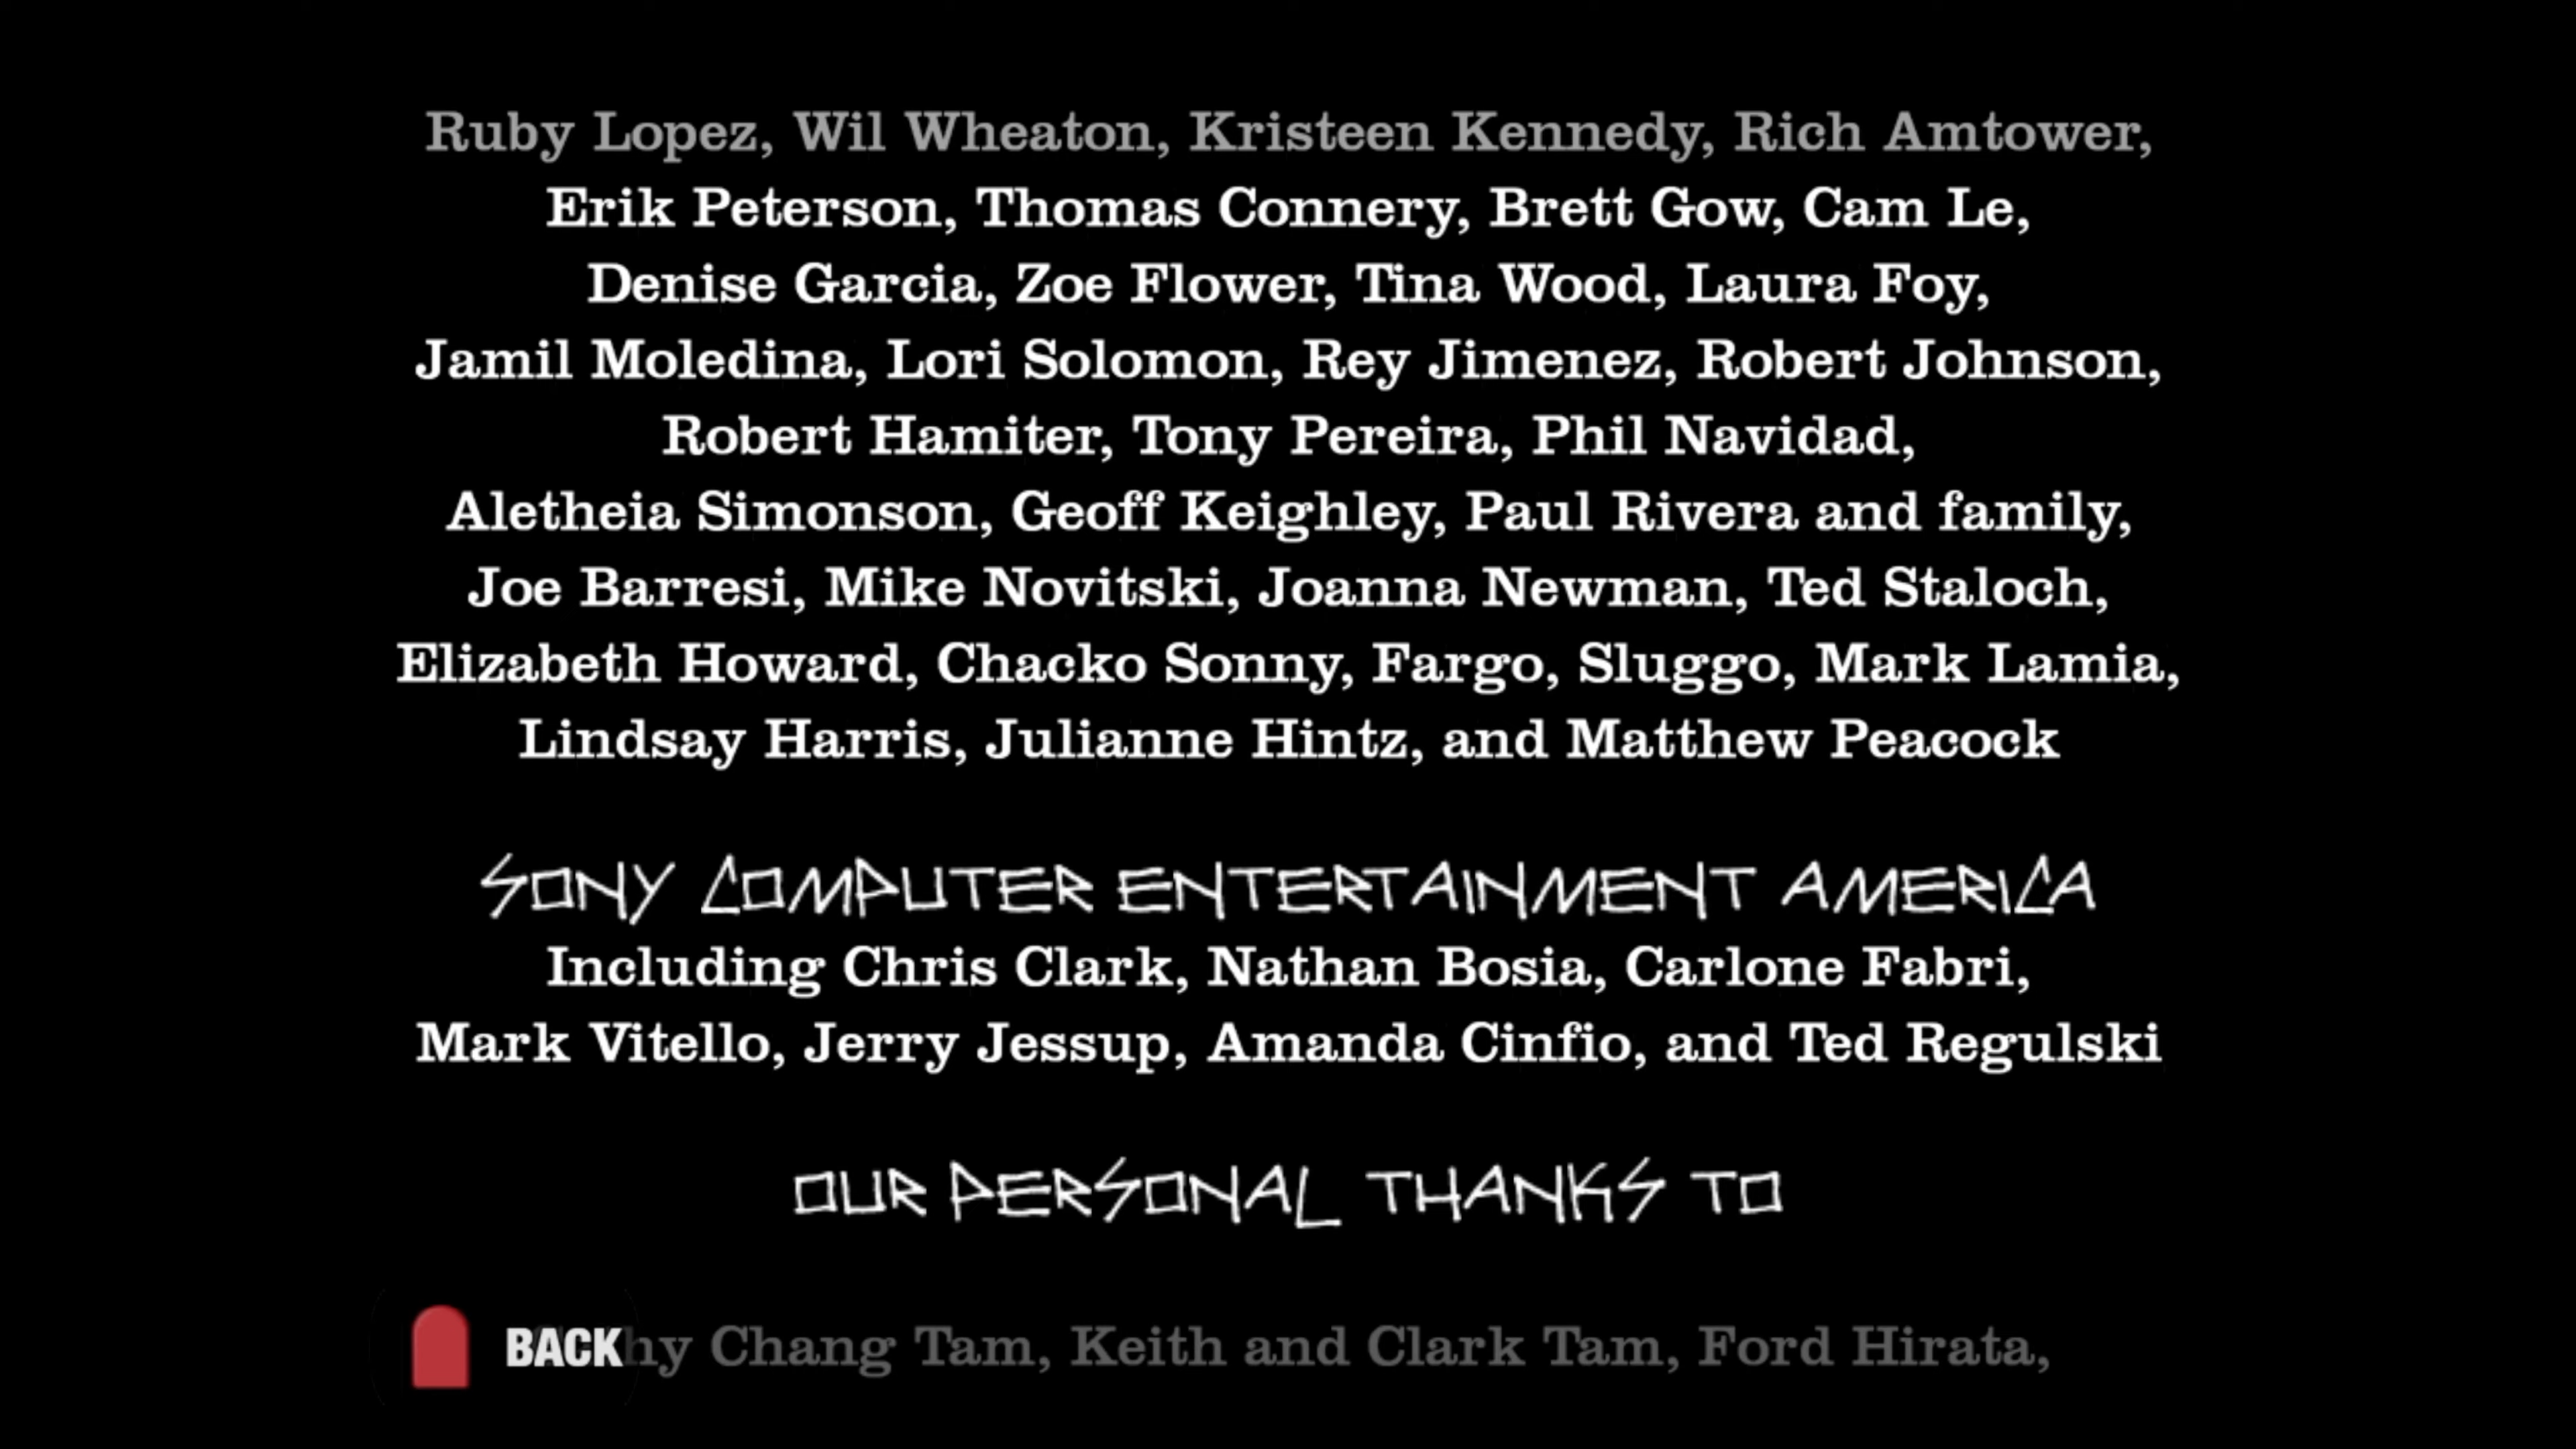 Ruby Lopez, Wil Wheaton, Kristeen Kennedy, Rich Amtower,
Erik Peterson, Thomas Connery, Brett Gow, Cam Le,
Denise Garcia, Zoe Flower, Tina Wood, Laura Foy,
Jamil Moledina, Lori Solomon, Rey Jimenez, Robert Johnson,
Robert Hamiter, Tony Pereira, Phil Navidad,
Aletheia Simonson, Geoff Keighley, Paul Rivera and family,
Joe Barresi, Mike Novitski, Joanna Newman, Ted Staloch,
Elizabeth Howard, Chacko Sonny, Fargo, Sluggo, Mark Lamia,
Lindsay Harris, Julianne Hintz, and Matthew Peacock
SONY COMPUTER ENTERTAINMENT AMERICA
Including Chris Clark, Nathan Bosia, Carlone Fabri,
Mark Vitello, Jerry Jessup, Amanda Cinfio, and Ted Regulski
OUR PERSONAL THANKS TO
BACK
Chang Tam, Keith and Clark Tam, Ford Hirata,